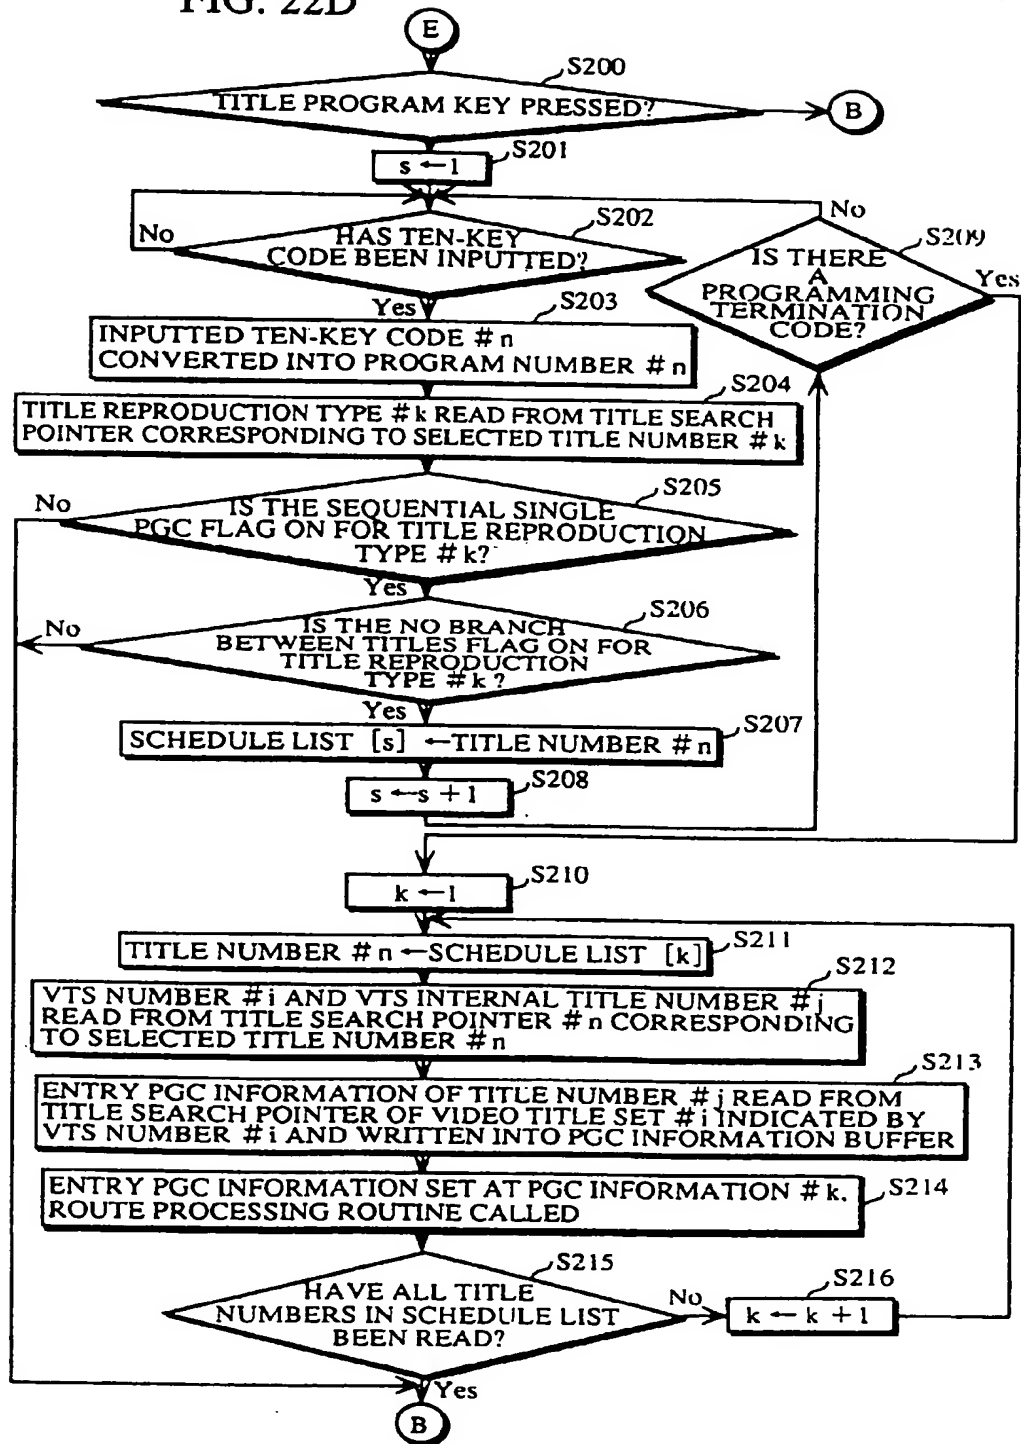 FIG. 22D
E
S200
TITLE PROGRAM KEY PRESSED?
B
S201
s ← 1
S202
No
HAS TEN-KEY
CODE BEEN INPUTTED?
Yes
No
S209
IS THERE
A
PROGRAMMING
TERMINATION
CODE?
Yes
S203
INPUTTED TEN-KEY CODE #n
CONVERTED INTO PROGRAM NUMBER #n
S204
TITLE REPRODUCTION TYPE #k READ FROM TITLE SEARCH
POINTER CORRESPONDING TO SELECTED TITLE NUMBER #k
S205
No
IS THE SEQUENTIAL SINGLE
PGC FLAG ON FOR TITLE REPRODUCTION
TYPE #k?
Yes
S206
No
IS THE NO BRANCH
BETWEEN TITLES FLAG ON FOR
TITLE REPRODUCTION
TYPE #k?
Yes
S207
SCHEDULE LIST [s] ←TITLE NUMBER #n
S208
s ← s + 1
S210
k ← 1
S211
TITLE NUMBER #n ←SCHEDULE LIST [k]
S212
VTS NUMBER #i AND VTS INTERNAL TITLE NUMBER #j
READ FROM TITLE SEARCH POINTER #n CORRESPONDING
TO SELECTED TITLE NUMBER #n
S213
ENTRY PGC INFORMATION OF TITLE NUMBER #j READ FROM
TITLE SEARCH POINTER OF VIDEO TITLE SET #i INDICATED BY
VTS NUMBER #i AND WRITTEN INTO PGC INFORMATION BUFFER
S214
ENTRY PGC INFORMATION SET AT PGC INFORMATION #k.
ROUTE PROCESSING ROUTINE CALLED
S215
HAVE ALL TITLE
NUMBERS IN SCHEDULE LIST
BEEN READ?
No
S216
k ← k + 1
Yes
B